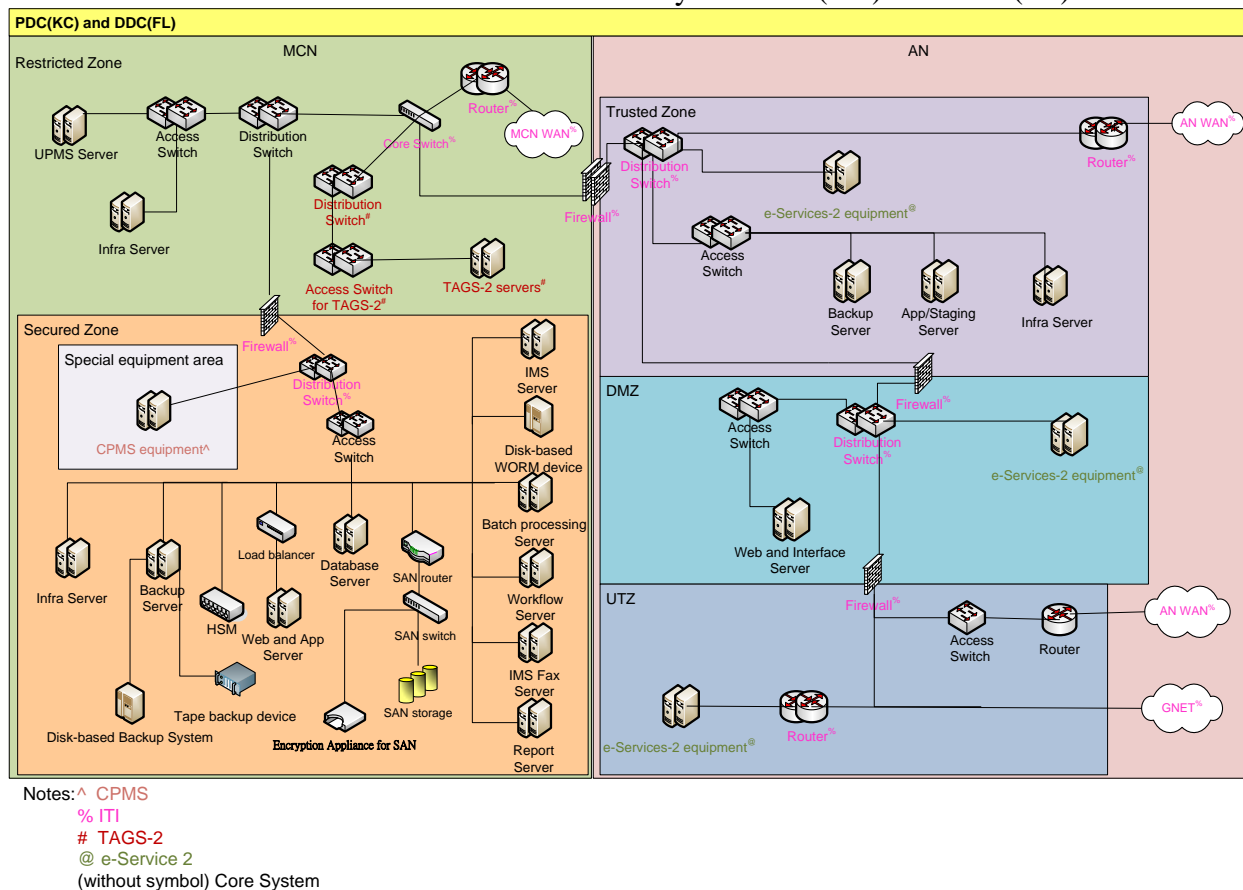 PDC(KC) and DDC(FL)
MCN
AN
Restricted Zone
Router%
MCN WAN%
Core Switch%
UPMS Server
Access
Switch
Distribution
Switch
Infra Server
Distribution
Switch#
Access Switch
for TAGS-2#
TAGS-2 servers#
Firewall%
Trusted Zone
Distribution
Switch%
Router%
AN WAN%
e-Services-2 equipment@
Access
Switch
Backup
Server
App/Staging
Server
Infra Server
Secured Zone
Firewall%
Special equipment area
CPMS equipment^
Distribution
Switch%
Access
Switch
IMS
Server
Disk-based
WORM device
Batch processing
Server
Workflow
Server
IMS Fax
Server
Report
Server
Infra Server
Backup
Server
HSM
Load balancer
Web and App
Server
Database
Server
SAN router
SAN switch
SAN storage
Tape backup device
Disk-based Backup System
Encryption Appliance for SAN
DMZ
Firewall%
Access
Switch
Distribution
Switch%
e-Services-2 equipment@
Web and Interface
Server
UTZ
Firewall%
Access
Switch
Router
AN WAN%
GNET%
e-Services-2 equipment@
Router%
Notes:^ CPMS
% ITI
# TAGS-2
@ e-Service 2
(without symbol) Core System